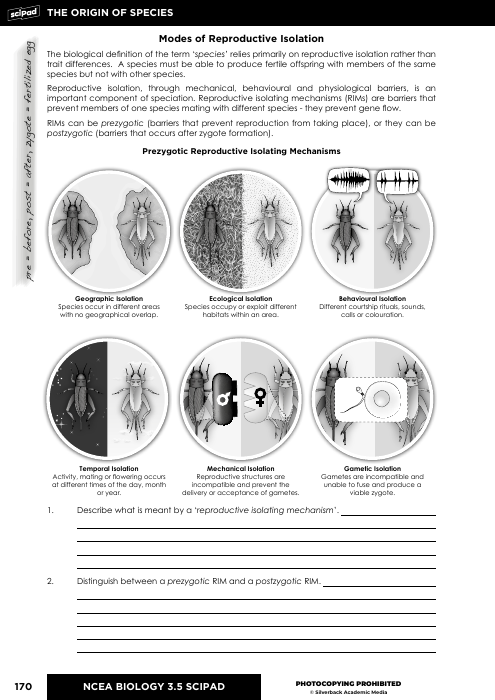 scipad THE ORIGIN OF SPECIES
pre = before, post = after, zygote = fertilized egg
Modes of Reproductive Isolation
The biological definition of the term ‘species’ relies primarily on reproductive isolation rather than
trait differences. A species must be able to produce fertile offspring with members of the same
species but not with other species.
Reproductive isolation, through mechanical, behavioural and physiological barriers, is an
important component of speciation. Reproductive isolating mechanisms (RIMs) are barriers that
prevent members of one species mating with different species - they prevent gene flow.
RIMs can be prezygotic (barriers that prevent reproduction from taking place), or they can be
postzygotic (barriers that occurs after zygote formation).
Prezygotic Reproductive Isolating Mechanisms
Geographic Isolation
Species occur in different areas
with no geographical overlap.
Ecological Isolation
Species occupy or exploit different
habitats within an area.
Behavioural Isolation
Different courtship rituals, sounds,
calls or colouration.
Temporal Isolation
Activity, mating or flowering occurs
at different times of the day, month
or year.
Mechanical Isolation
Reproductive structures are
incompatible and prevent the
delivery or acceptance of gametes.
Gametic Isolation
Gametes are incompatible and
unable to fuse and produce a
viable zygote.
1. Describe what is meant by a ‘reproductive isolating mechanism’.
2. Distinguish between a prezygotic RIM and a postzygotic RIM.
170 NCEA BIOLOGY 3.5 SCIPAD
PHOTOCOPYING PROHIBITED
© Silverback Academic Media